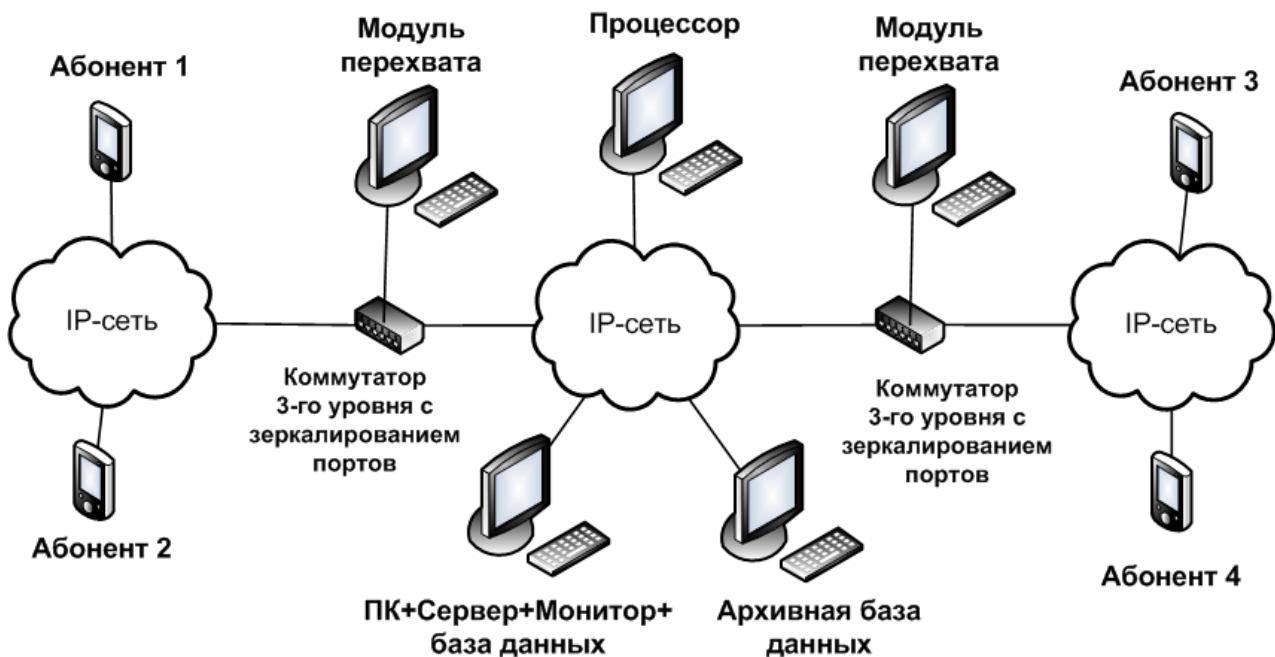 Абонент 1
Модуль
перехвата
Процессор
Модуль
перехвата
Абонент 3
IP-сеть
IP-сеть
IP-сеть
Коммутатор
3-го уровня с
зеркалированием
портов
Коммутатор
3-го уровня с
зеркалированием
портов
Абонент 2
Абонент 4
ПК+Сервер+Монитор+
база данных
Архивная база
данных